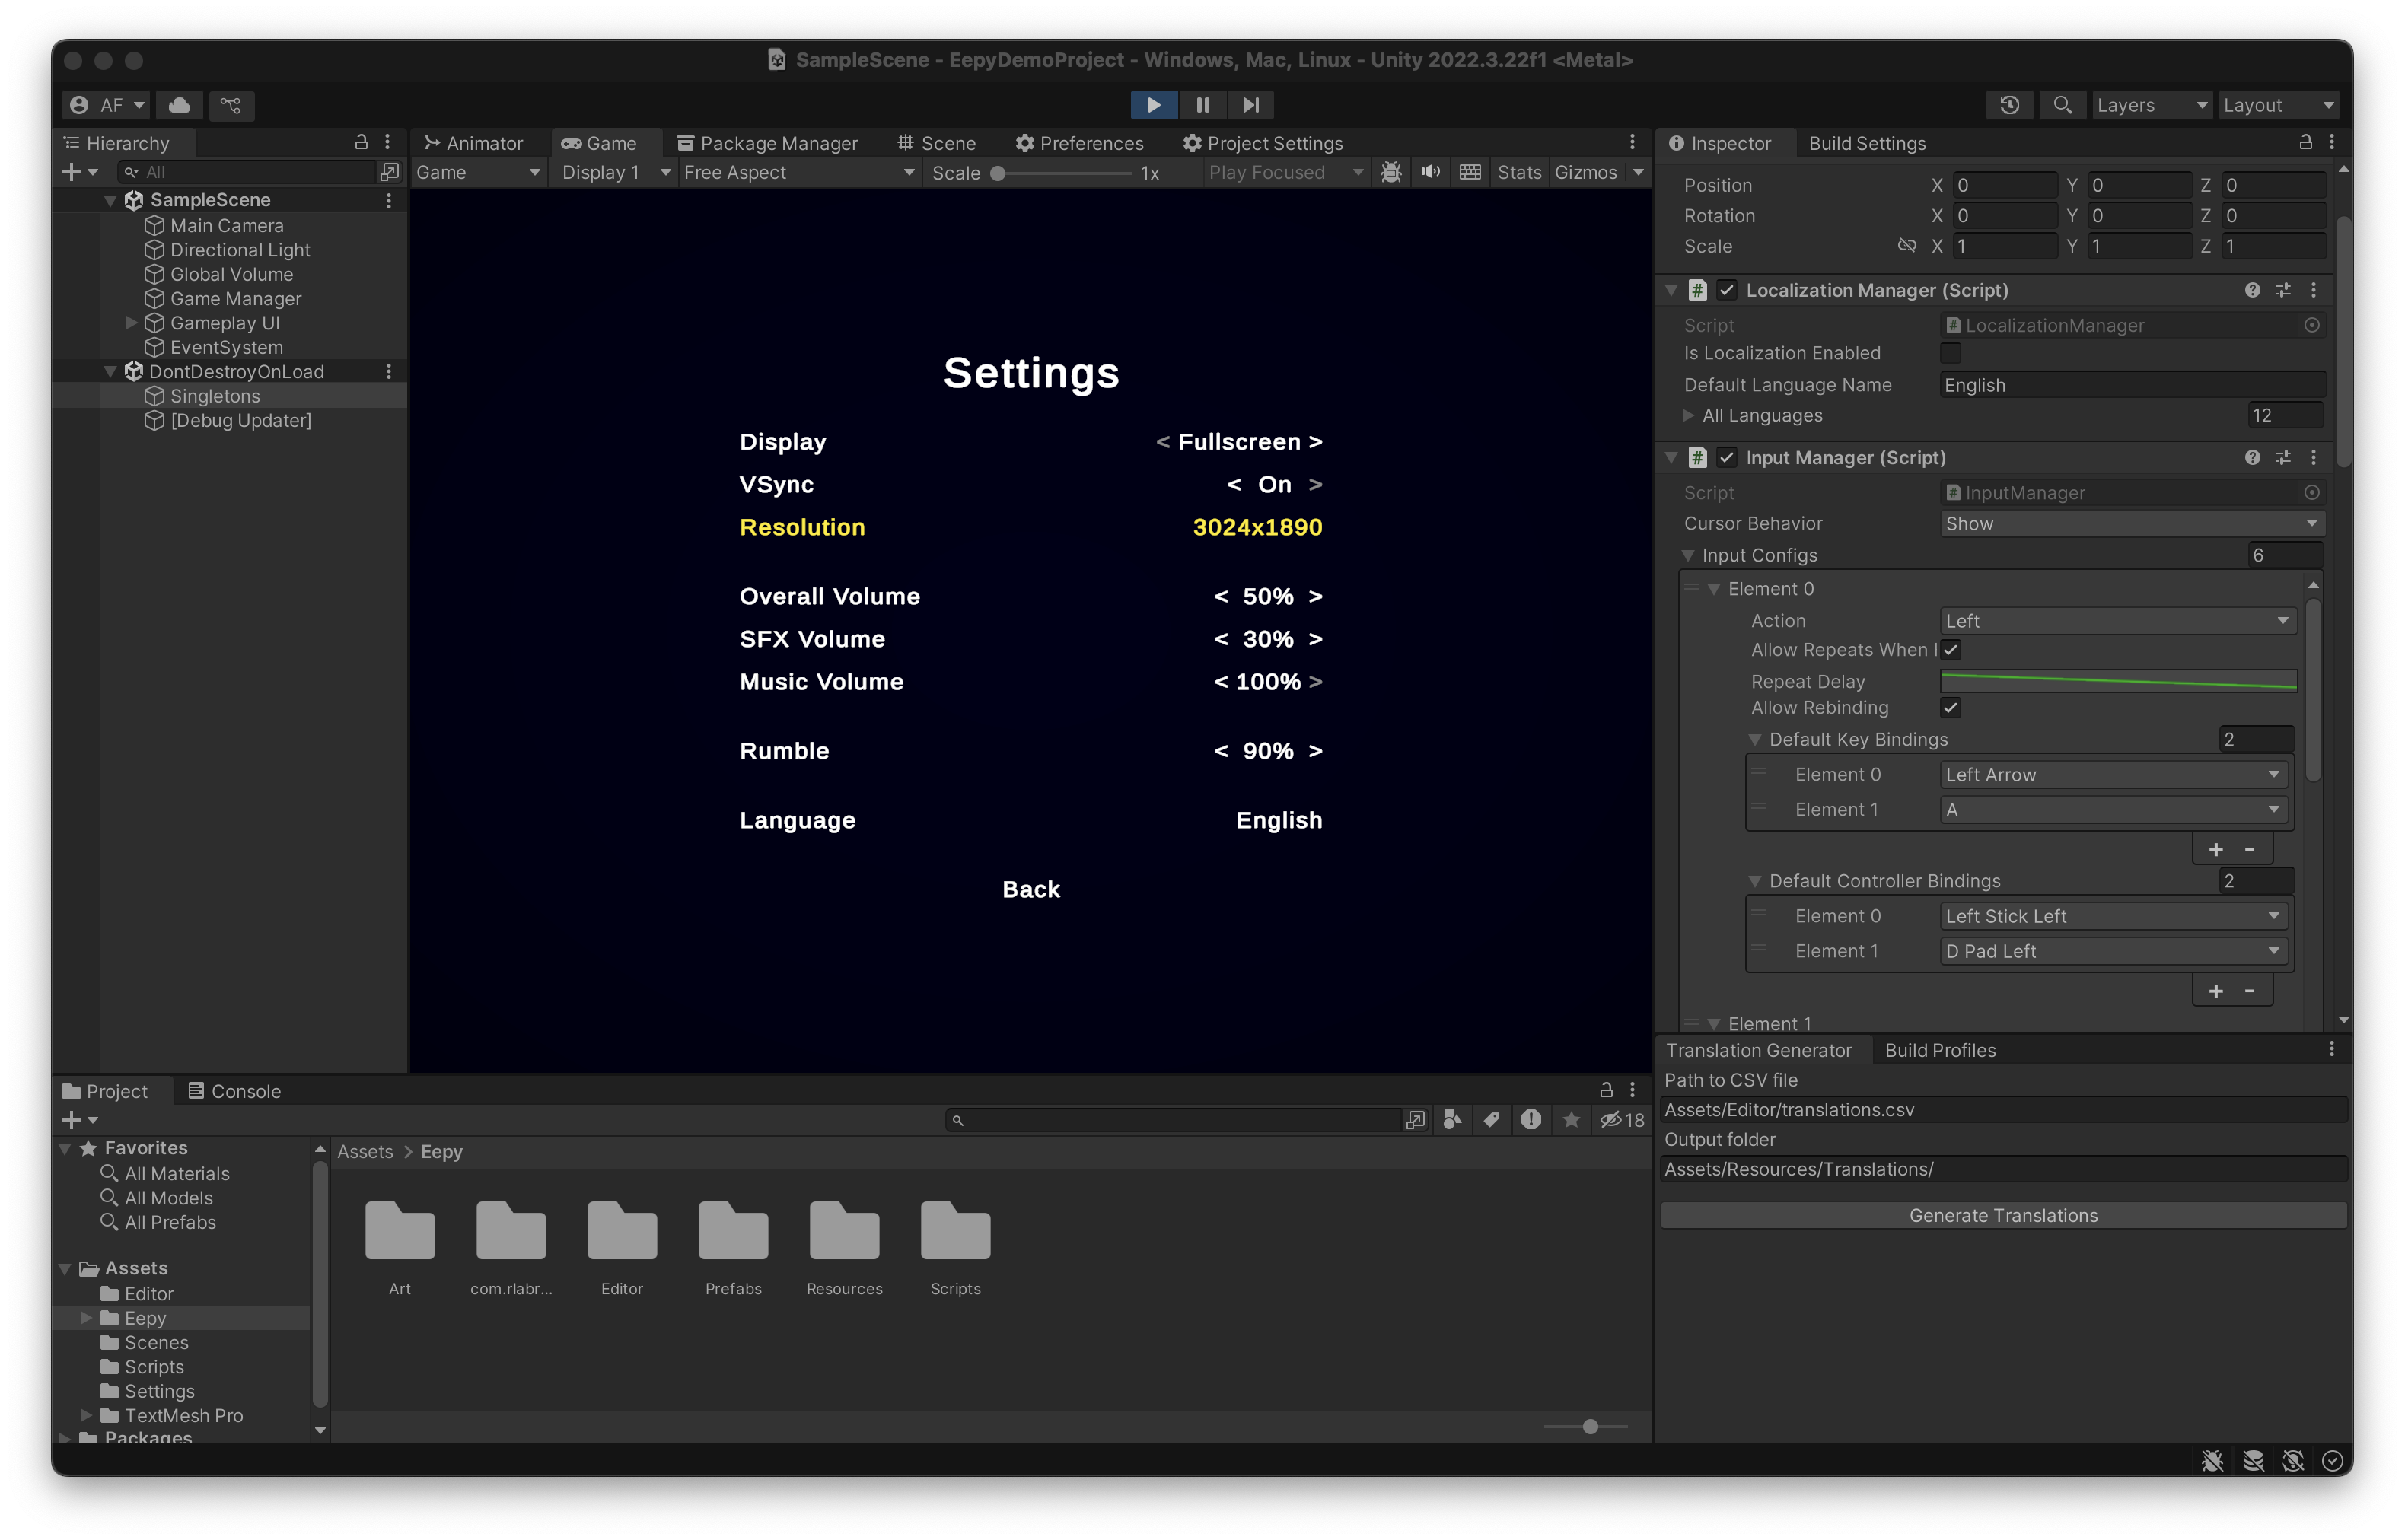 SampleScene - EepyDemoProject - Windows, Mac, Linux - Unity 2022.3.22f1 <Metal>
AF
Layers
Layout
Hierarchy
All
SampleScene
Main Camera
Directional Light
Global Volume
Game Manager
Gameplay UI
EventSystem
DontDestroyOnLoad
Singletons
[Debug Updater]
Animator
Game
Package Manager
Scene
Preferences
Project Settings
Game
Display 1
Free Aspect
Scale
1x
Play Focused
Stats
Gizmos
Settings
Display < Fullscreen >
VSync < On >
Resolution 3024x1890
Overall Volume < 50% >
SFX Volume < 30% >
Music Volume < 100% >
Rumble < 90% >
Language English
Back
Inspector
Build Settings
Position X 0 Y 0 Z 0
Rotation X 0 Y 0 Z 0
Scale X 1 Y 1 Z 1
# Localization Manager (Script)
Script # LocalizationManager
Is Localization Enabled
Default Language Name English
All Languages 12
# Input Manager (Script)
Script # InputManager
Cursor Behavior Show
Input Configs 6
Element 0
Action Left
Allow Repeats When I
Repeat Delay
Allow Rebinding
Default Key Bindings 2
Element 0 Left Arrow
Element 1 A
+ -
Default Controller Bindings 2
Element 0 Left Stick Left
Element 1 D Pad Left
+ -
Element 1
Translation Generator
Build Profiles
Path to CSV file
Assets/Editor/translations.csv
Output folder
Assets/Resources/Translations/
Generate Translations
Project
Console
18
Favorites
All Materials
All Models
All Prefabs
Assets
Editor
Eepy
Scenes
Scripts
Settings
TextMesh Pro
Packages
Assets > Eepy
Art
com.rlabr...
Editor
Prefabs
Resources
Scripts